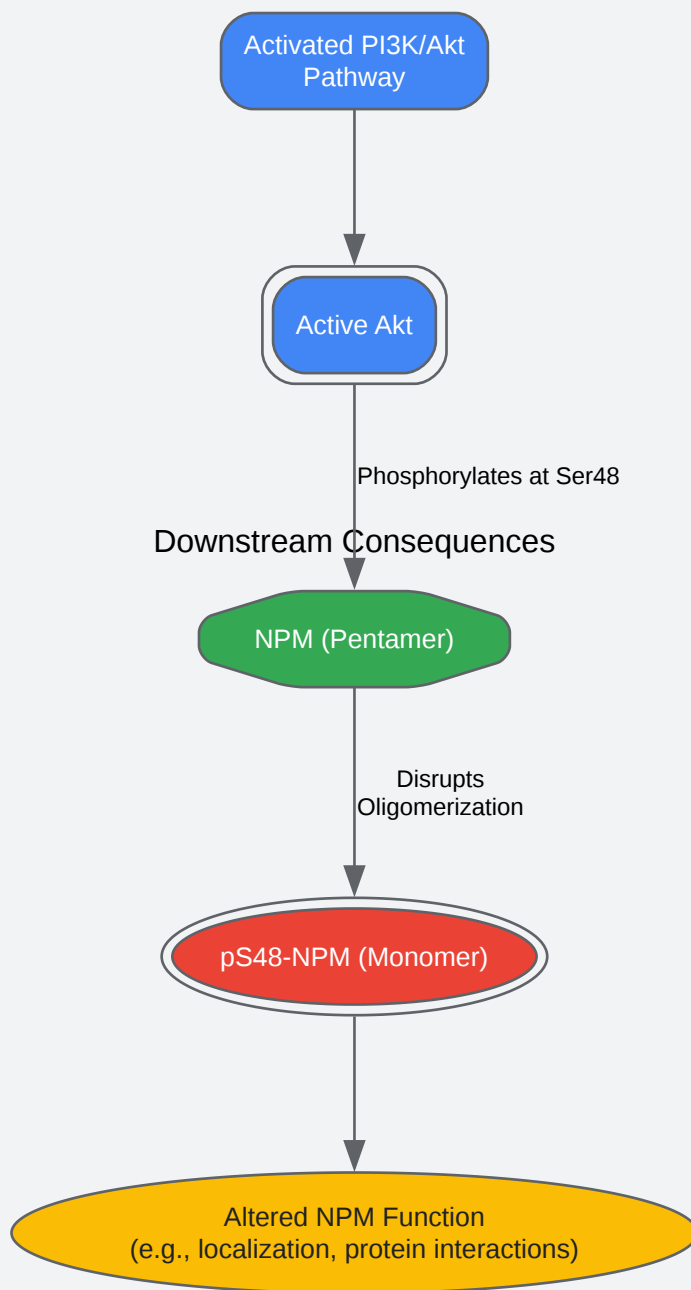 Activated PI3K/Akt
Pathway
Active Akt
Phosphorylates at Ser48
Downstream Consequences
NPM (Pentamer)
Disrupts
Oligomerization
pS48-NPM (Monomer)
Altered NPM Function
(e.g., localization, protein interactions)